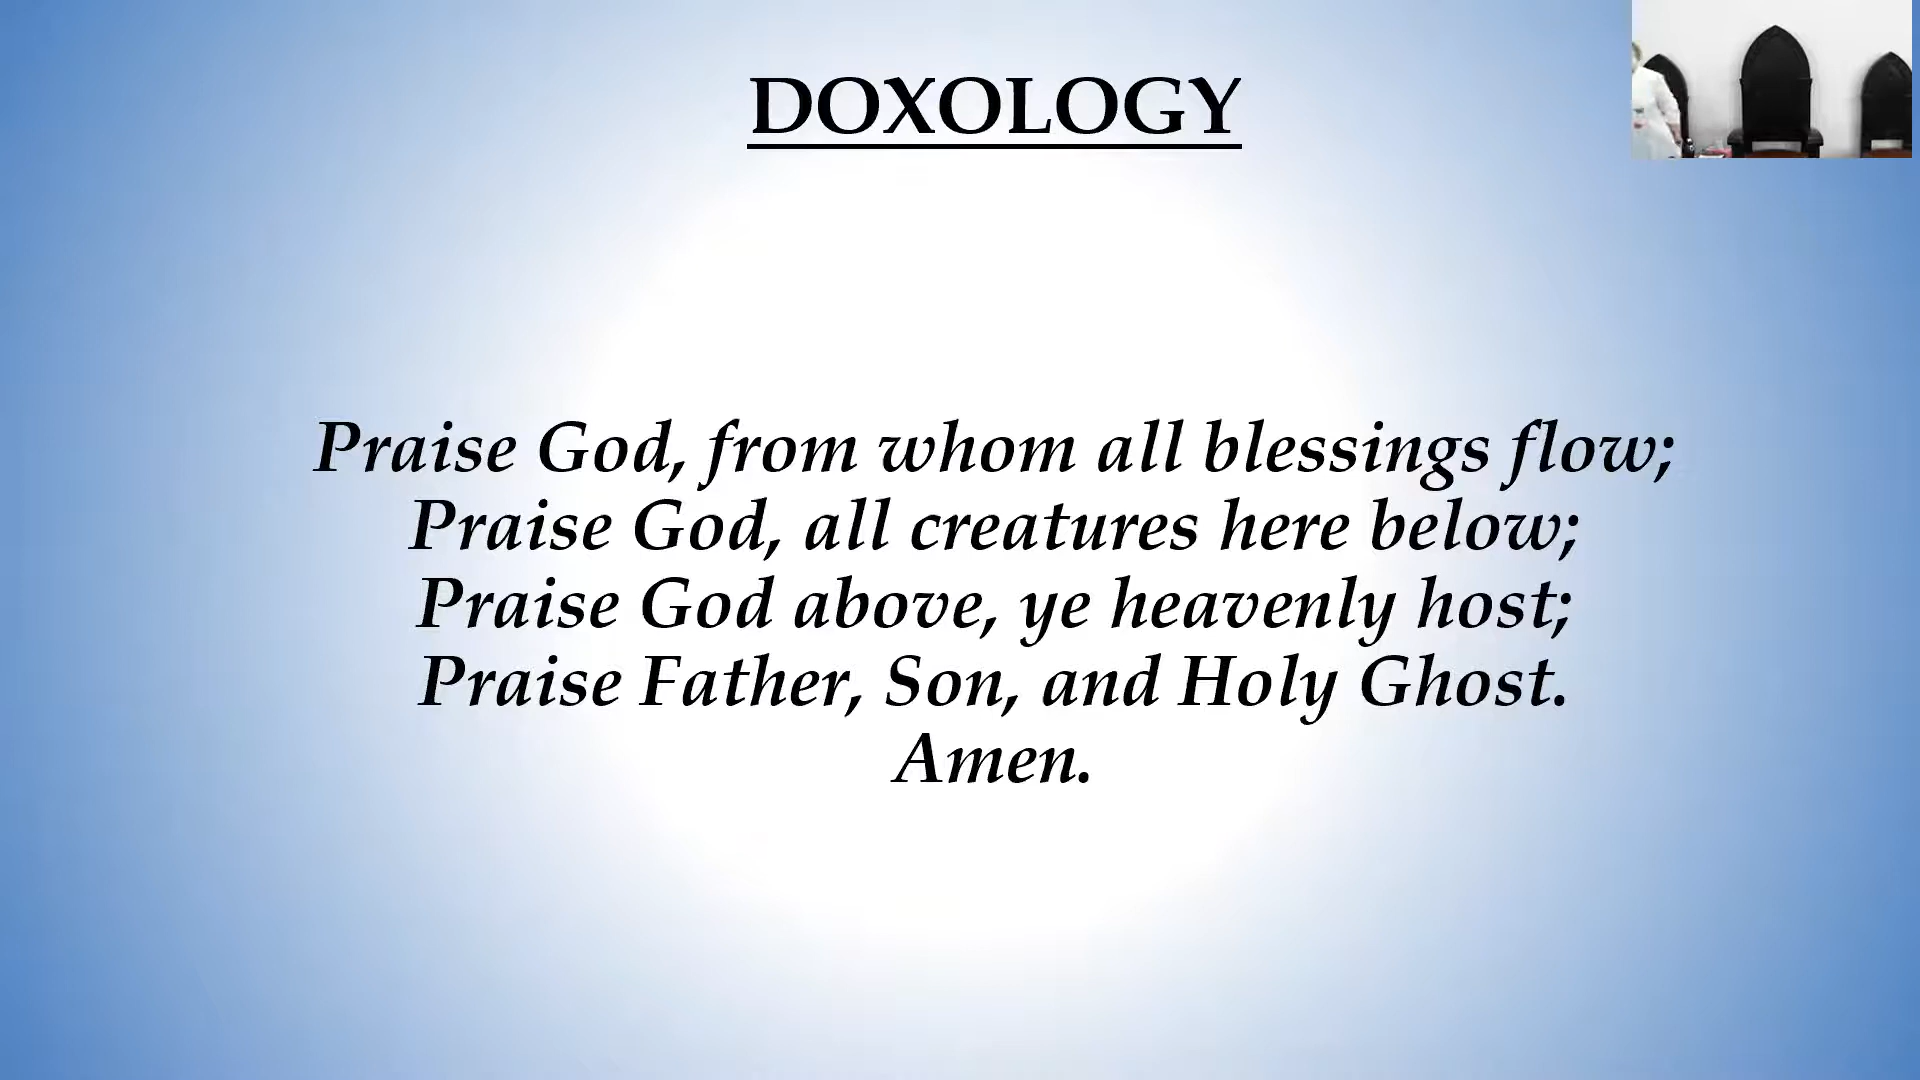 DOXOLOGY
Praise God, from whom all blessings flow;
Praise God, all creatures here below;
Praise God above, ye heavenly host;
Praise Father, Son, and Holy Ghost.
Amen.